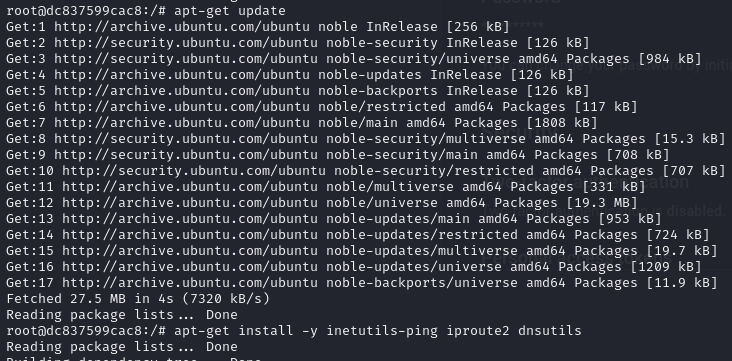 root@dc837599cac8:/# apt-get update
Get:1 http://archive.ubuntu.com/ubuntu noble InRelease [256 kB]
Get:2 http://security.ubuntu.com/ubuntu noble-security InRelease [126 kB]
Get:3 http://security.ubuntu.com/ubuntu noble-security/universe amd64 Packages [984 kB]
Get:4 http://archive.ubuntu.com/ubuntu noble-updates InRelease [126 kB]
Get:5 http://archive.ubuntu.com/ubuntu noble-backports InRelease [126 kB]
Get:6 http://archive.ubuntu.com/ubuntu noble/restricted amd64 Packages [117 kB]
Get:7 http://archive.ubuntu.com/ubuntu noble/main amd64 Packages [1808 kB]
Get:8 http://security.ubuntu.com/ubuntu noble-security/multiverse amd64 Packages [15.3 kB]
Get:9 http://security.ubuntu.com/ubuntu noble-security/main amd64 Packages [708 kB]
Get:10 http://security.ubuntu.com/ubuntu noble-security/restricted amd64 Packages [707 kB]
Get:11 http://archive.ubuntu.com/ubuntu noble/multiverse amd64 Packages [331 kB]
Get:12 http://archive.ubuntu.com/ubuntu noble/universe amd64 Packages [19.3 MB]
Get:13 http://archive.ubuntu.com/ubuntu noble-updates/main amd64 Packages [953 kB]
Get:14 http://archive.ubuntu.com/ubuntu noble-updates/restricted amd64 Packages [724 kB]
Get:15 http://archive.ubuntu.com/ubuntu noble-updates/multiverse amd64 Packages [19.7 kB]
Get:16 http://archive.ubuntu.com/ubuntu noble-updates/universe amd64 Packages [1209 kB]
Get:17 http://archive.ubuntu.com/ubuntu noble-backports/universe amd64 Packages [11.9 kB]
Fetched 27.5 MB in 4s (7320 kB/s)
Reading package lists... Done
root@dc837599cac8:/# apt-get install -y inetutils-ping iproute2 dnsutils
Reading package lists... Done